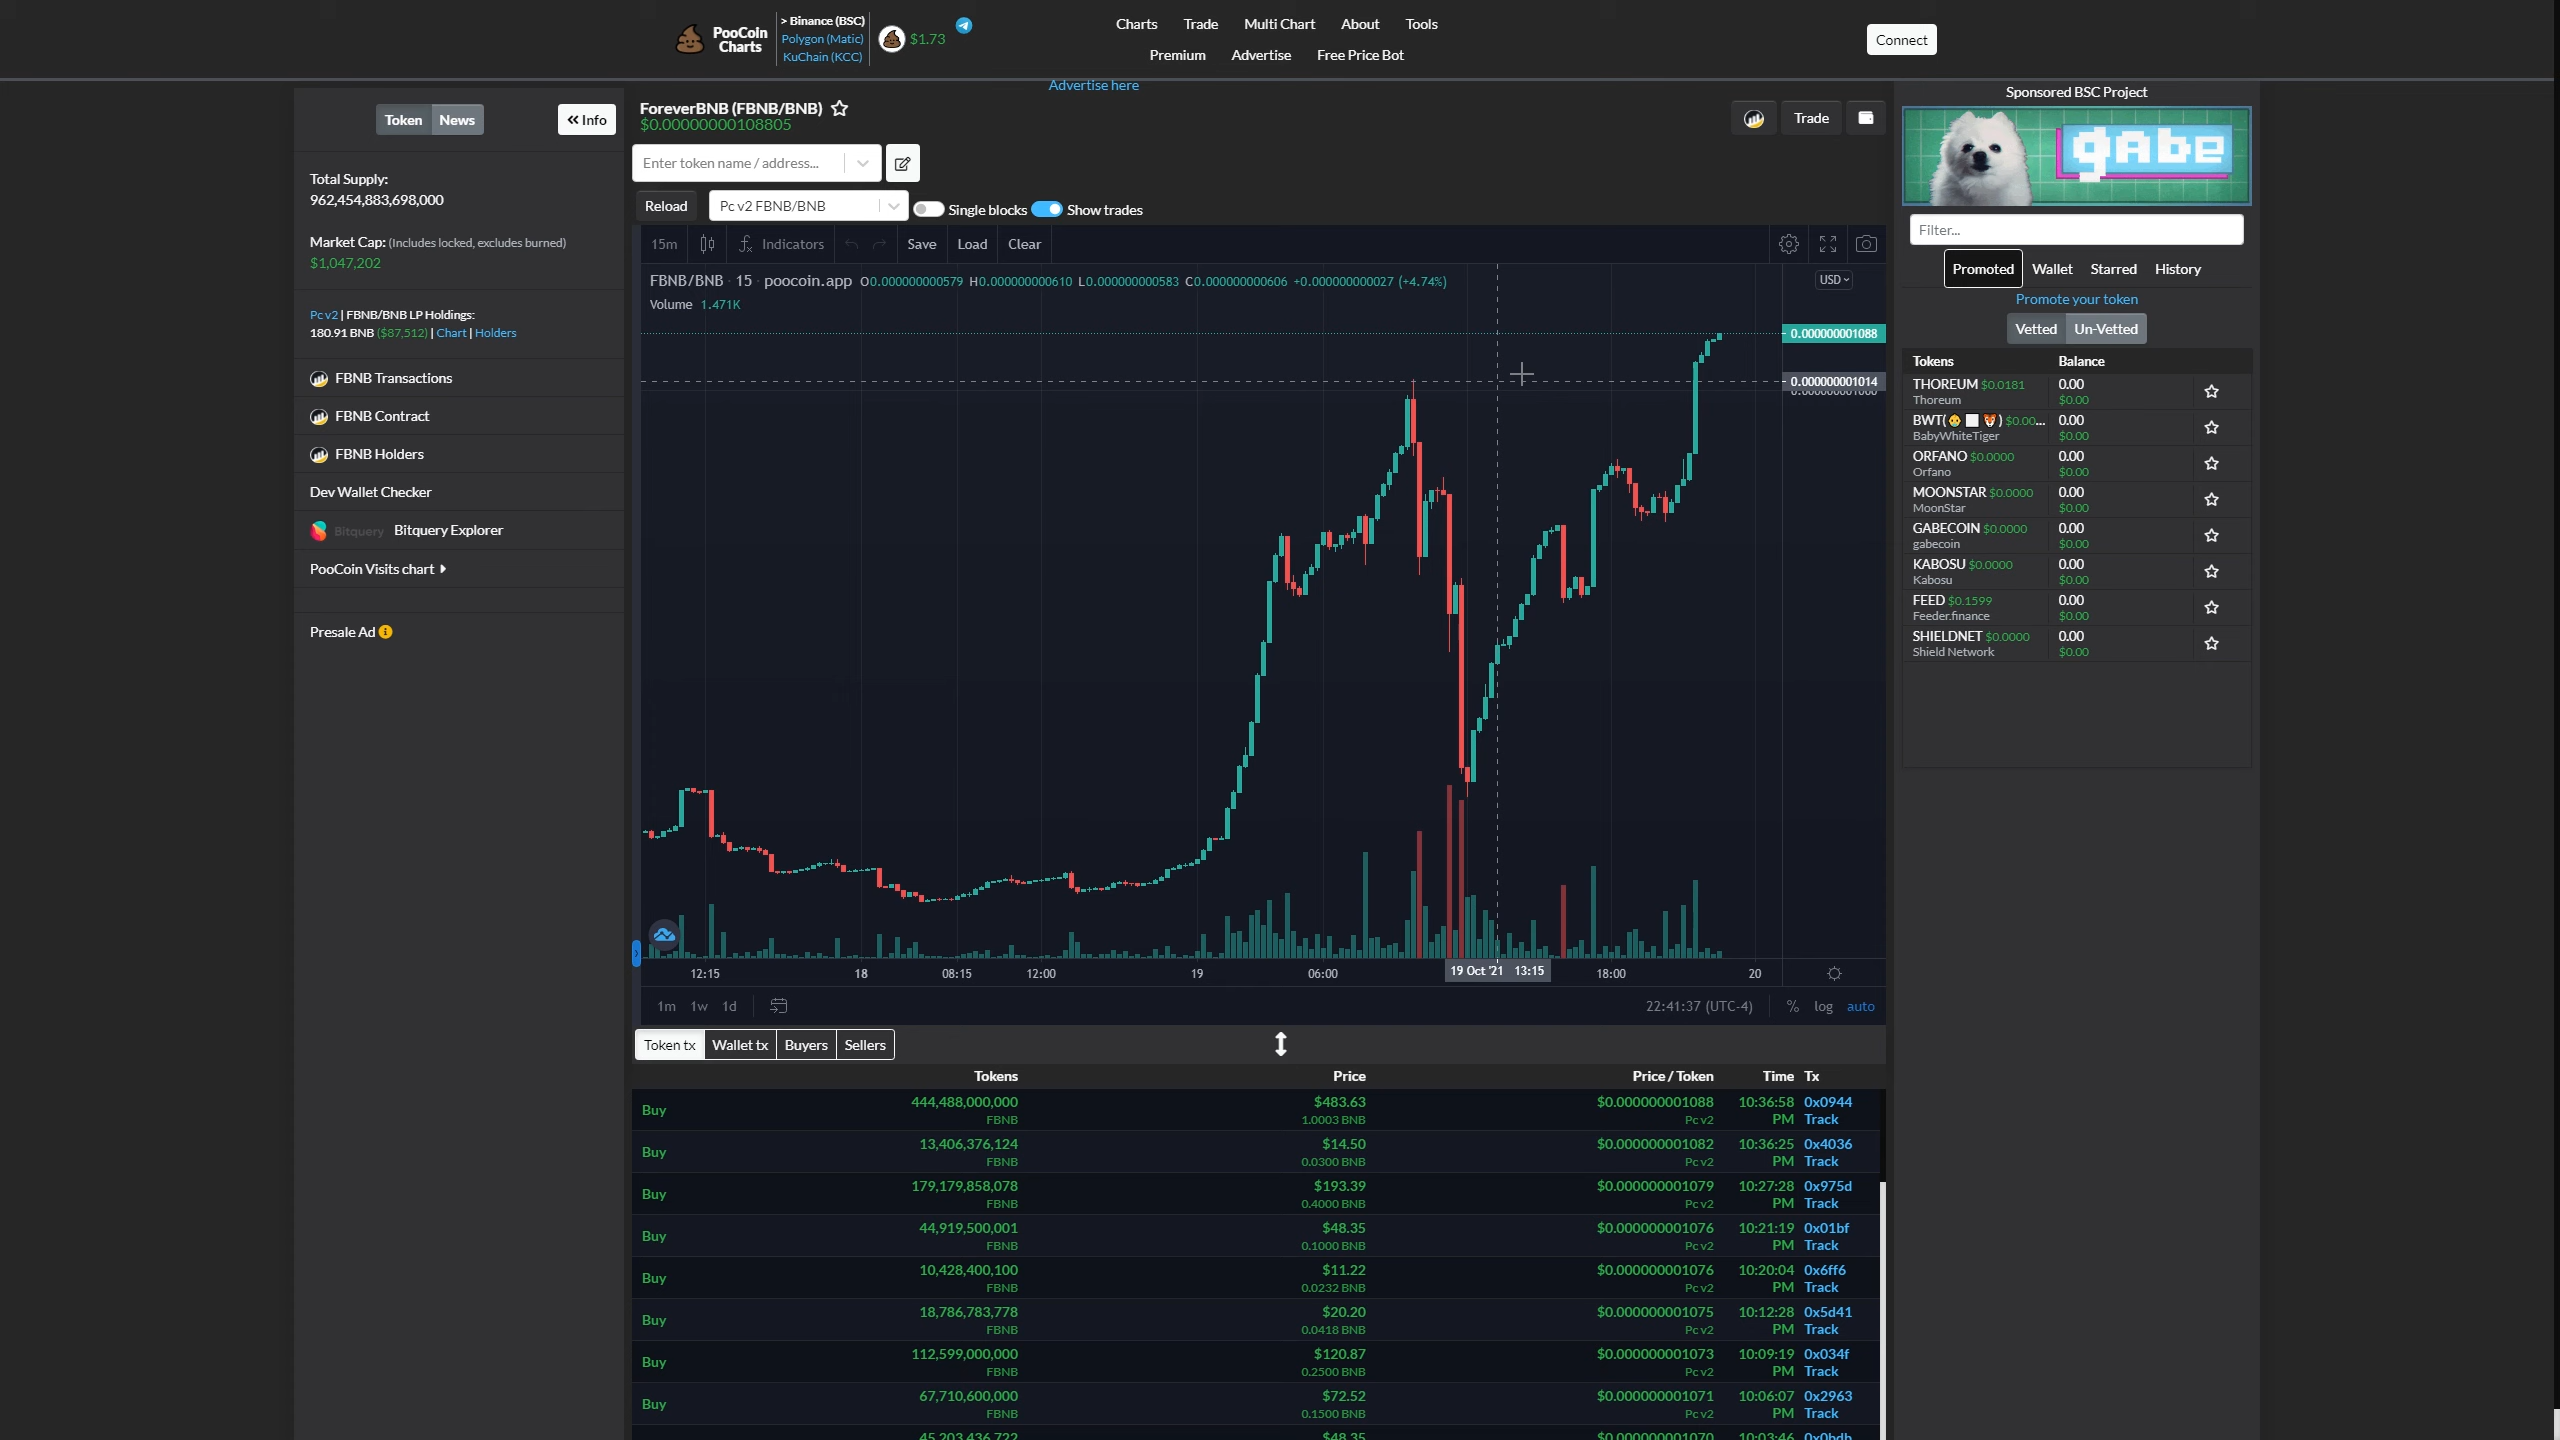 PooCoin
Charts
> Binance (BSC)
Polygon (Matic)
KuChain (KCC)
$1.73
Charts Trade Multi Chart About Tools
Premium Advertise Free Price Bot
Connect
Advertise here
Token News
« Info
Total Supply:
962,454,883,698,000
Market Cap: (Includes locked, excludes burned)
$1,047,202
Pc v2 | FBNB/BNB LP Holdings:
180.91 BNB ($87,512) | Chart | Holders
FBNB Transactions
FBNB Contract
FBNB Holders
Dev Wallet Checker
Bitquery Bitquery Explorer
PooCoin Visits chart
Presale Ad
ForeverBNB (FBNB/BNB)
$0.00000000108805
Trade
Enter token name / address...
Reload Pc v2 FBNB/BNB Single blocks Show trades
15m Indicators Save Load Clear
FBNB/BNB · 15 · poocoin.app O0.000000000579 H0.000000000610 L0.000000000583 C0.000000000606 +0.000000000027 (+4.74%)
USD
Volume 1.471K
0.000000001088
0.000000001014
0.000000001000
12:15 18 08:15 12:00 19 06:00 19 Oct '21 13:15 18:00 20
1m 1w 1d 22:41:37 (UTC-4) % log auto
Token tx Wallet tx Buyers Sellers
Tokens Price Price / Token Time Tx
Buy 444,488,000,000 $483.63 $0.000000001088 10:36:58 0x0944
FBNB 1.0003 BNB Pc v2 PM Track
Buy 13,406,376,124 $14.50 $0.000000001082 10:36:25 0x4036
FBNB 0.0300 BNB Pc v2 PM Track
Buy 179,179,858,078 $193.39 $0.000000001079 10:27:28 0x975d
FBNB 0.4000 BNB Pc v2 PM Track
Buy 44,919,500,001 $48.35 $0.000000001076 10:21:19 0x01bf
FBNB 0.1000 BNB Pc v2 PM Track
Buy 10,428,400,100 $11.22 $0.000000001076 10:20:04 0x6ff6
FBNB 0.0232 BNB Pc v2 PM Track
Buy 18,786,783,778 $20.20 $0.000000001075 10:12:28 0x5d41
FBNB 0.0418 BNB Pc v2 PM Track
Buy 112,599,000,000 $120.87 $0.000000001073 10:09:19 0x034f
FBNB 0.2500 BNB Pc v2 PM Track
Buy 67,710,600,000 $72.52 $0.000000001071 10:06:07 0x2963
FBNB 0.1500 BNB Pc v2 PM Track
45,203,436,722 $48.35 $0.000000001070 10:03:46 0x0bdb
Sponsored BSC Project
gabe
Filter...
Promoted Wallet Starred History
Promote your token
Vetted Un-Vetted
Tokens Balance
THOREUM $0.0181 0.00
Thoreum $0.00
BWT( ) $0.00... 0.00
BabyWhiteTiger $0.00
ORFANO $0.0000 0.00
Orfano $0.00
MOONSTAR $0.0000 0.00
MoonStar $0.00
GABECOIN $0.0000 0.00
gabecoin $0.00
KABOSU $0.0000 0.00
Kabosu $0.00
FEED $0.1599 0.00
Feeder.finance $0.00
SHIELDNET $0.0000 0.00
Shield Network $0.00